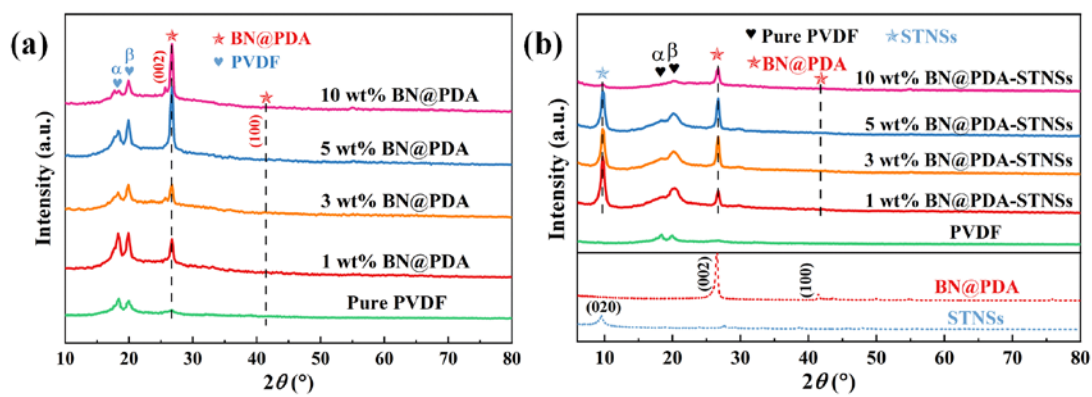 (a)
★ BN@PDA
♥ PVDF
α
β
(002)
(100)
10 wt% BN@PDA
5 wt% BN@PDA
3 wt% BN@PDA
1 wt% BN@PDA
Pure PVDF
Intensity (a.u.)
10 20 30 40 50 60 70 80
2θ (°)
(b)
♥ Pure PVDF ★ STNSs
★ BN@PDA
α
β
10 wt% BN@PDA-STNSs
5 wt% BN@PDA-STNSs
3 wt% BN@PDA-STNSs
1 wt% BN@PDA-STNSs
PVDF
(002)
(100)
BN@PDA
(020)
STNSs
Intensity (a.u.)
10 20 30 40 50 60 70 80
2θ (°)